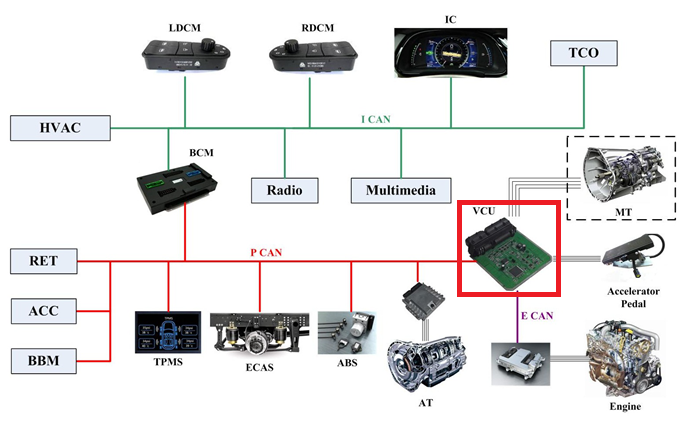 LDCM
RDCM
IC
TCO
HVAC
I CAN
BCM
Radio
Multimedia
VCU
MT
RET
P CAN
ACC
Accelerator
Pedal
E CAN
BBM
TPMS
ECAS
ABS
AT
Engine